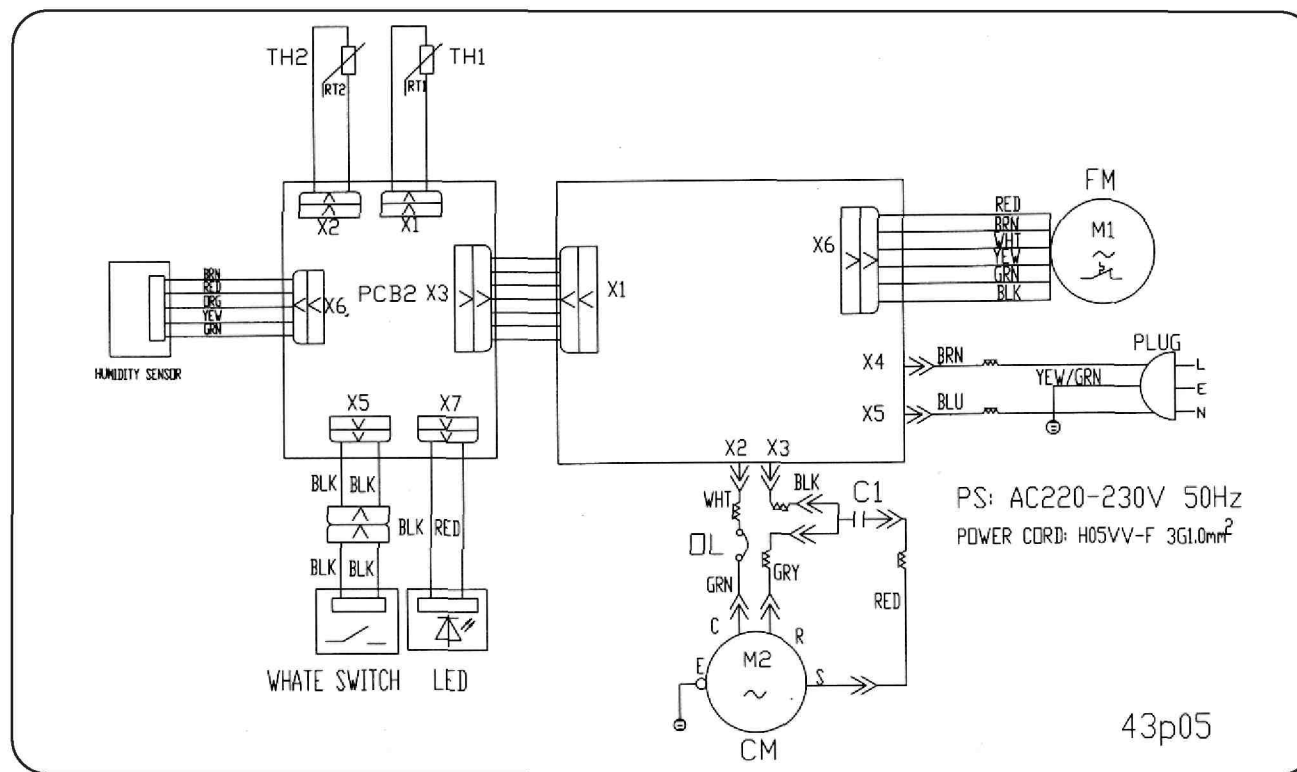 TH2
RT2
RT1
TH1
X2
X1
FM
RED
BRN
WHT
YEW
GRN
BLK
X6
M1
~
BRN
RED
ORG
YEW
GRN
X6
PCB2 X3
X1
HUMIDITY SENSOR
PLUG
X4
BRN
L
YEW/GRN
E
X5
BLU
N
X5
X7
X2
X3
BLK
BLK
BLK
RED
WHT
BLK
C1
OL
GRN
GRY
RED
BLK
BLK
C
R
E
M2
~
S
CM
WHATE SWITCH
LED
PS: AC220-230V 50Hz
POWER CORD: H05VV-F 3G1.0mm²
43p05